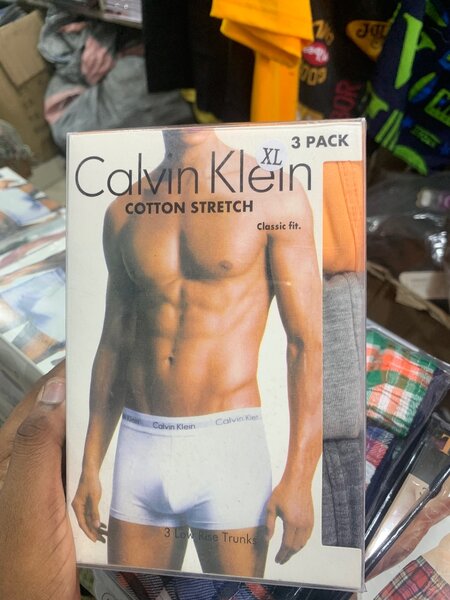 3 PACK
XL
Calvin Klein
COTTON STRETCH
Classic fit.
Calvin Klein
Calvin Klein
3 Low Rise Trunks